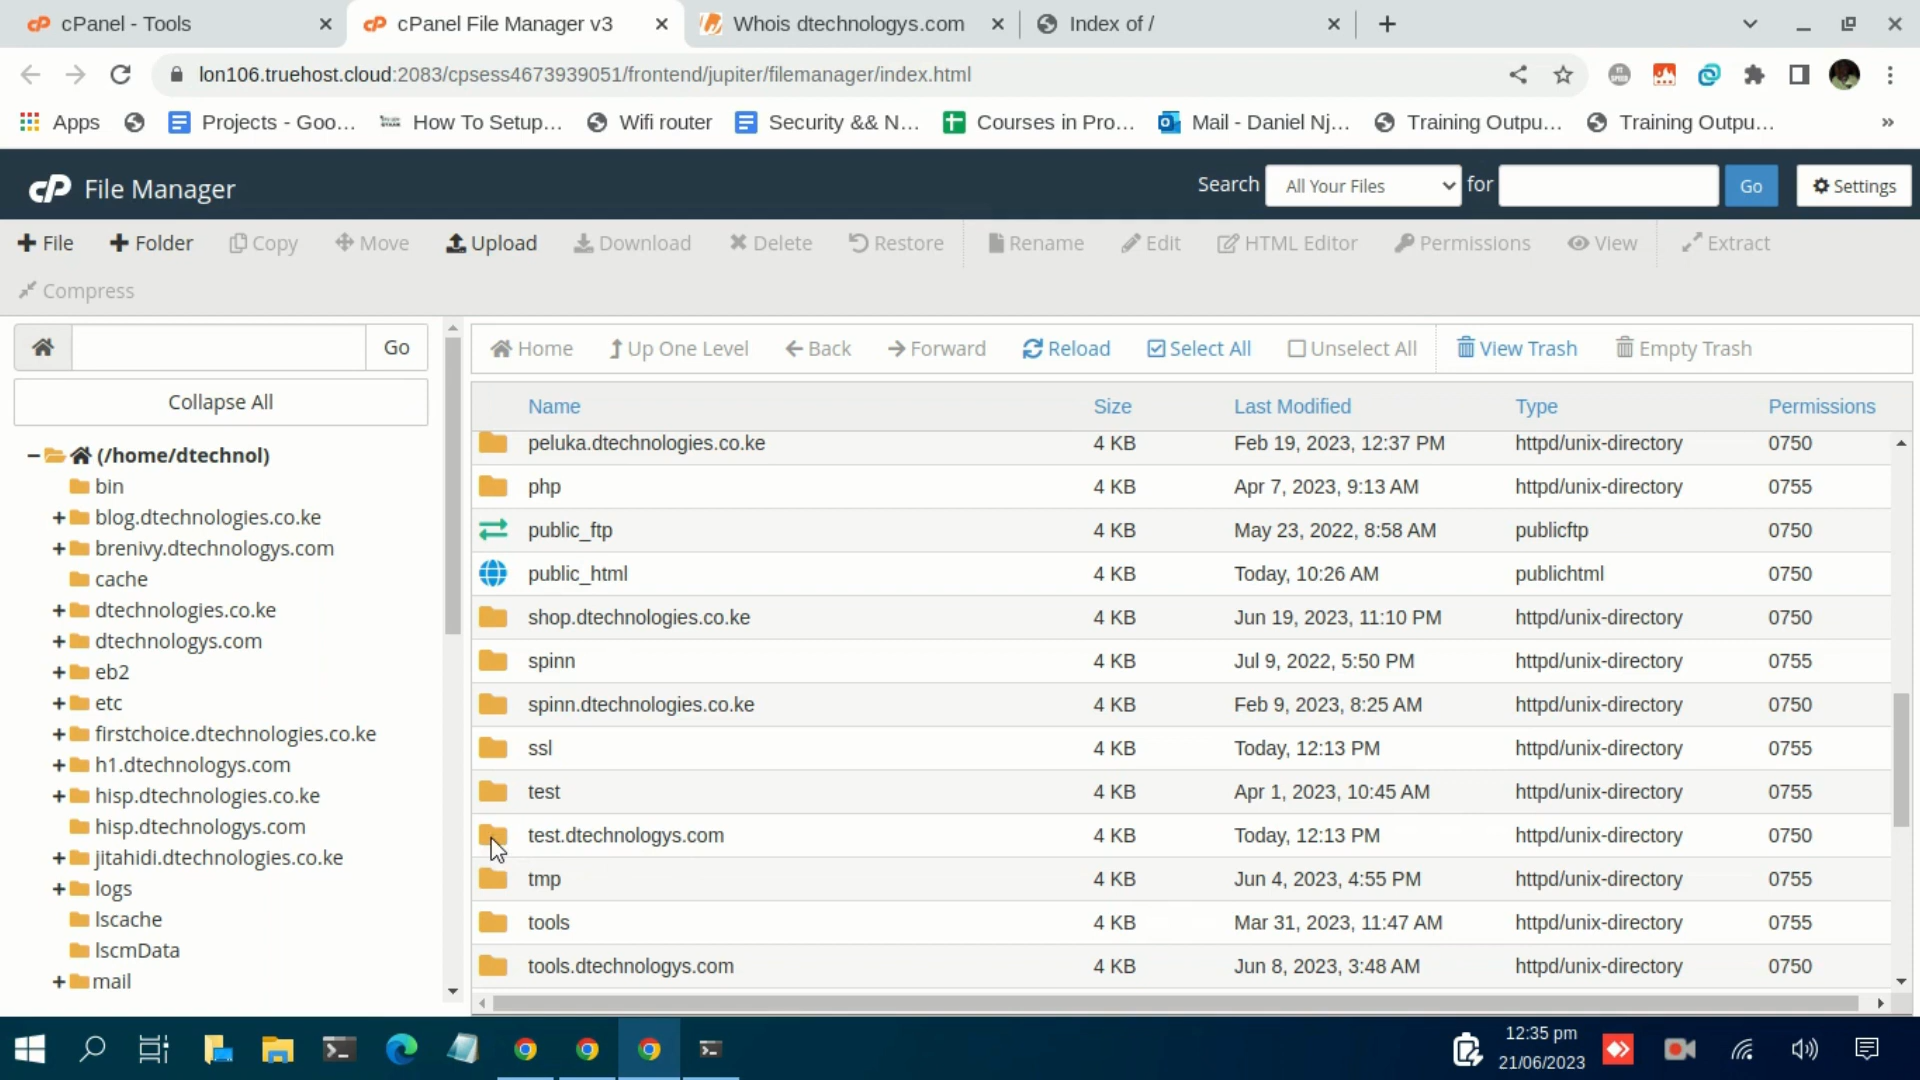 cPanel - Tools
cPanel File Manager v3
Whois dtechnologys.com
Index of /
lon106.truehost.cloud:2083/cpsess4673939051/frontend/jupiter/filemanager/index.html
Apps
Projects - Goo…
How To Setup…
Wifi router
Security && N…
Courses in Pro…
Mail - Daniel Nj…
Training Outpu…
Training Outpu…
»
cP File Manager
Search
All Your Files
for
Go
Settings
File
Folder
Copy
Move
Upload
Download
Delete
Restore
Rename
Edit
HTML Editor
Permissions
View
Extract
Compress
Go
Collapse All
(/home/dtechnol)
bin
blog.dtechnologies.co.ke
brenivy.dtechnologys.com
cache
dtechnologies.co.ke
dtechnologys.com
eb2
etc
firstchoice.dtechnologies.co.ke
h1.dtechnologys.com
hisp.dtechnologies.co.ke
hisp.dtechnologys.com
jitahidi.dtechnologies.co.ke
logs
lscache
lscmData
mail
Home
Up One Level
Back
Forward
Reload
Select All
Unselect All
View Trash
Empty Trash
Name Size Last Modified Type Permissions
peluka.dtechnologies.co.ke 4 KB Feb 19, 2023, 12:37 PM httpd/unix-directory 0750
php 4 KB Apr 7, 2023, 9:13 AM httpd/unix-directory 0755
public_ftp 4 KB May 23, 2022, 8:58 AM publicftp 0750
public_html 4 KB Today, 10:26 AM publichtml 0750
shop.dtechnologies.co.ke 4 KB Jun 19, 2023, 11:10 PM httpd/unix-directory 0750
spinn 4 KB Jul 9, 2022, 5:50 PM httpd/unix-directory 0755
spinn.dtechnologies.co.ke 4 KB Feb 9, 2023, 8:25 AM httpd/unix-directory 0750
ssl 4 KB Today, 12:13 PM httpd/unix-directory 0755
test 4 KB Apr 1, 2023, 10:45 AM httpd/unix-directory 0755
test.dtechnologys.com 4 KB Today, 12:13 PM httpd/unix-directory 0750
tmp 4 KB Jun 4, 2023, 4:55 PM httpd/unix-directory 0755
tools 4 KB Mar 31, 2023, 11:47 AM httpd/unix-directory 0755
tools.dtechnologys.com 4 KB Jun 8, 2023, 3:48 AM httpd/unix-directory 0750
12:35 pm
21/06/2023